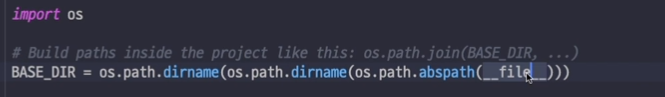 import os
# Build paths inside the project like this: os.path.join(BASE_DIR, ...)
BASE_DIR = os.path.dirname(os.path.dirname(os.path.abspath(__file__)))